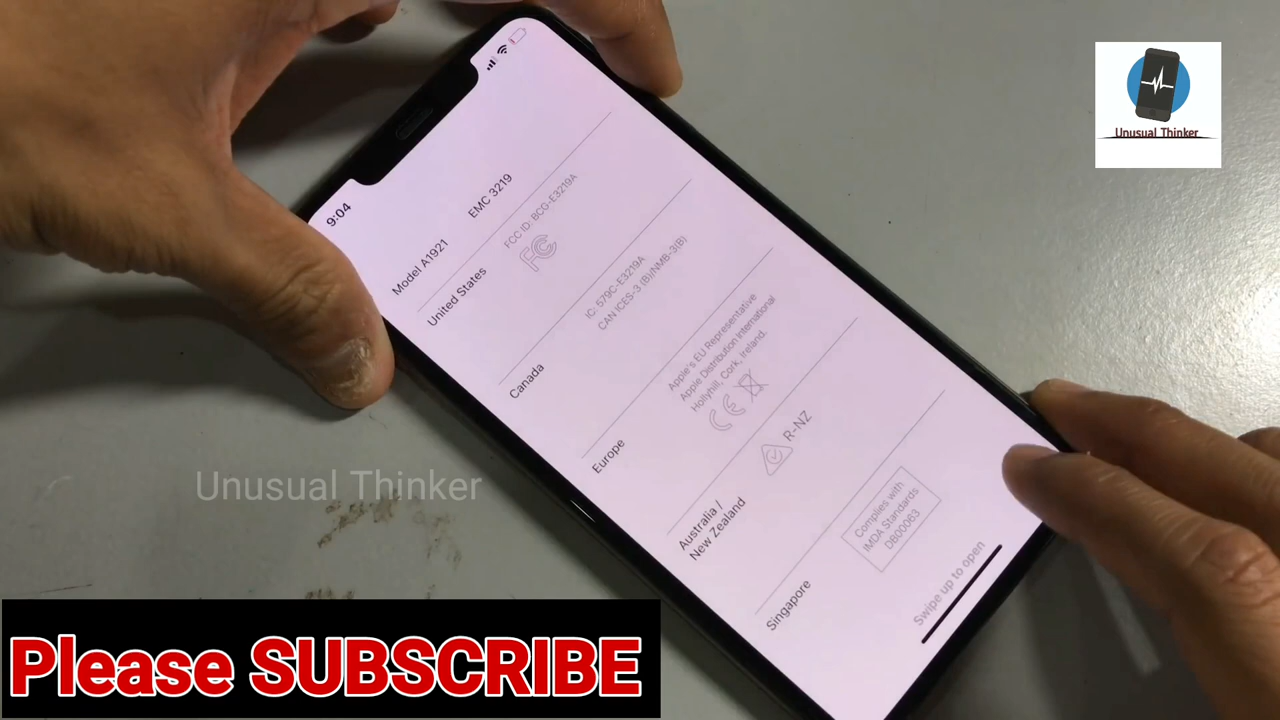 9:04
Model A1921
EMC 3219
United States
FCC ID: BCG-E3219A
FC
Canada
IC: 579C-E3219A
CAN ICES-3 (B)/NMB-3(B)
Europe
Apple's EU Representative
Apple Distribution International
Hollyhill, Cork, Ireland.
CE
Australia /
New Zealand
R-NZ
Singapore
Complies with
IMDA Standards
DB00063
Swipe up to open
Unusual Thinker
Unusual Thinker
Please SUBSCRIBE